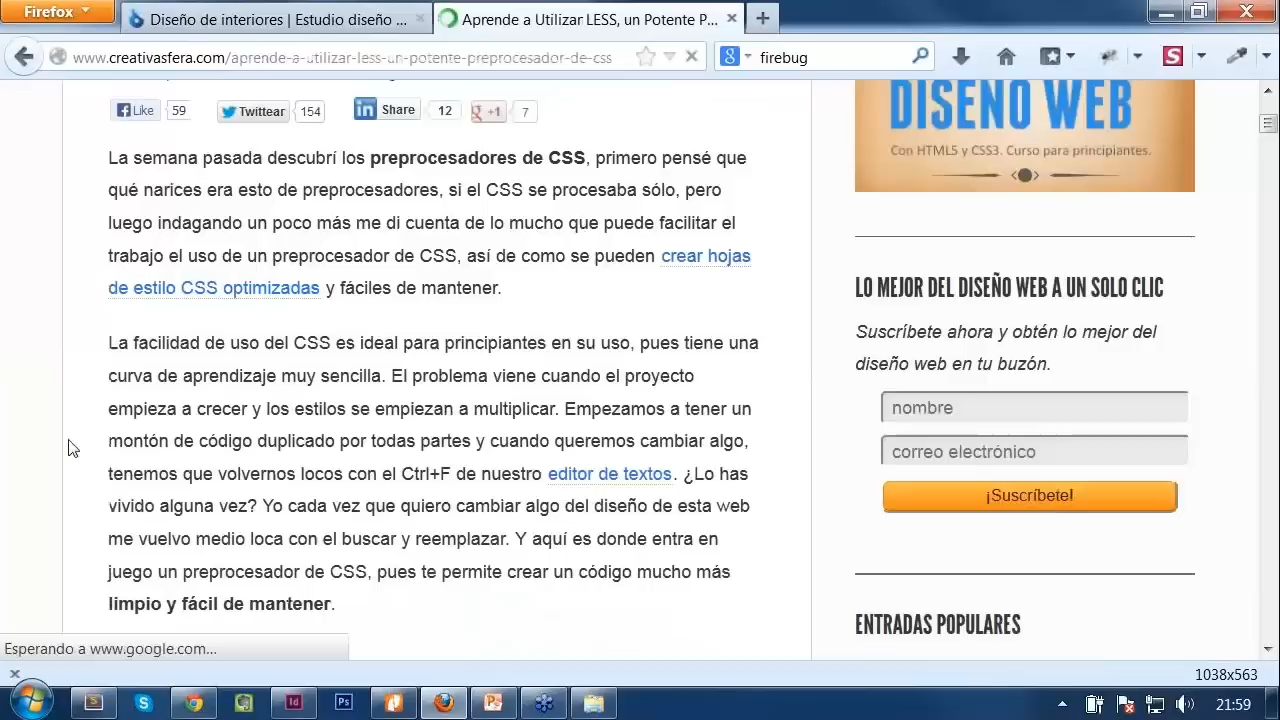 Firefox
Diseño de interiores | Estudio diseño ...
Aprende a Utilizar LESS, un Potente P...
www.creativasfera.com/aprende-a-utilizar-less-un-potente-preprocesador-de-css
firebug
Like 59
Twittear 154
Share 12
+1 7
La semana pasada descubrí los preprocesadores de CSS, primero pensé que
qué narices era esto de preprocesadores, si el CSS se procesaba sólo, pero
luego indagando un poco más me di cuenta de lo mucho que puede facilitar el
trabajo el uso de un preprocesador de CSS, así de como se pueden crear hojas
de estilo CSS optimizadas y fáciles de mantener.
La facilidad de uso del CSS es ideal para principiantes en su uso, pues tiene una
curva de aprendizaje muy sencilla. El problema viene cuando el proyecto
empieza a crecer y los estilos se empiezan a multiplicar. Empezamos a tener un
montón de código duplicado por todas partes y cuando queremos cambiar algo,
tenemos que volvernos locos con el Ctrl+F de nuestro editor de textos. ¿Lo has
vivido alguna vez? Yo cada vez que quiero cambiar algo del diseño de esta web
me vuelvo medio loca con el buscar y reemplazar. Y aquí es donde entra en
juego un preprocesador de CSS, pues te permite crear un código mucho más
limpio y fácil de mantener.
DISEÑO WEB
Con HTML5 y CSS3. Curso para principiantes.
LO MEJOR DEL DISEÑO WEB A UN SOLO CLIC
Suscríbete ahora y obtén lo mejor del
diseño web en tu buzón.
nombre
correo electrónico
¡Suscríbete!
ENTRADAS POPULARES
Esperando a www.google.com...
1038x563
21:59